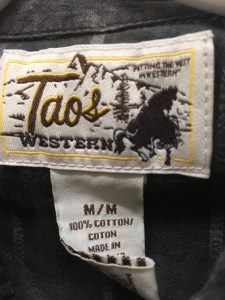 "PUTTING THE WEST
IN WESTERN"
Taos
WESTERN
M/M
100% COTTON/
COTON
MADE IN